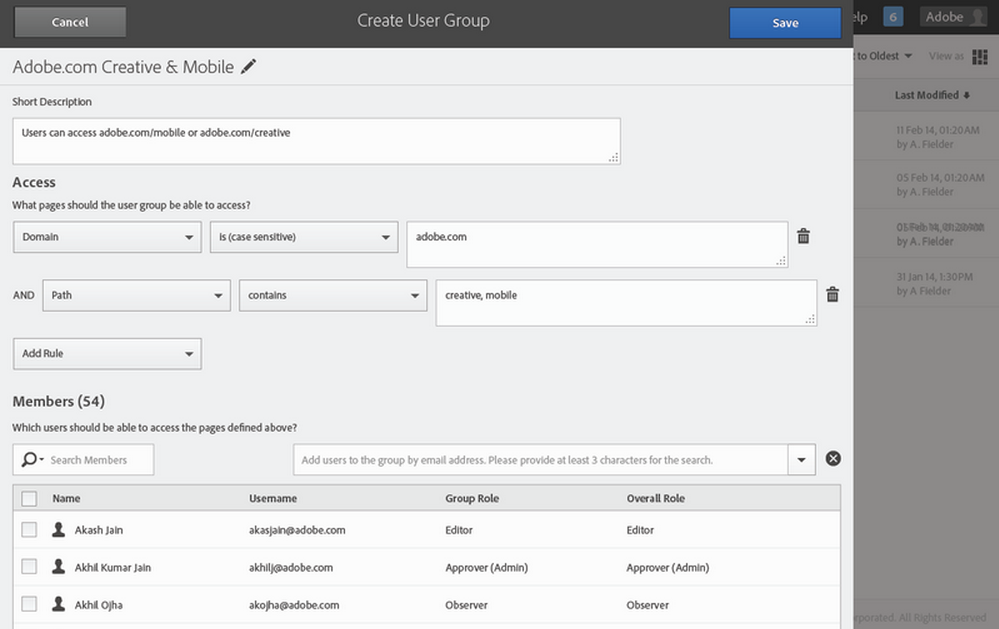 Cancel
Create User Group
Save
elp
6
Adobe
Adobe.com Creative & Mobile
to Oldest
View as
Short Description
Last Modified
Users can access adobe.com/mobile or adobe.com/creative
11 Feb 14, 01:20AM
by A. Fielder
Access
05 Feb 14, 01:20AM
by A. Fielder
What pages should the user group be able to access?
Domain
is (case sensitive)
adobe.com
by A. Fielder
31 Jan 14, 1:30PM
by A Fielder
AND
Path
contains
creative, mobile
Add Rule
Members (54)
Which users should be able to access the pages defined above?
Search Members
Add users to the group by email address. Please provide at least 3 characters for the search.
Name
Username
Group Role
Overall Role
Akash Jain
akasjain@adobe.com
Editor
Editor
Akhil Kumar Jain
akhilj@adobe.com
Approver (Admin)
Approver (Admin)
Akhil Ojha
akojha@adobe.com
Observer
Observer
rporated. All Rights Reserved